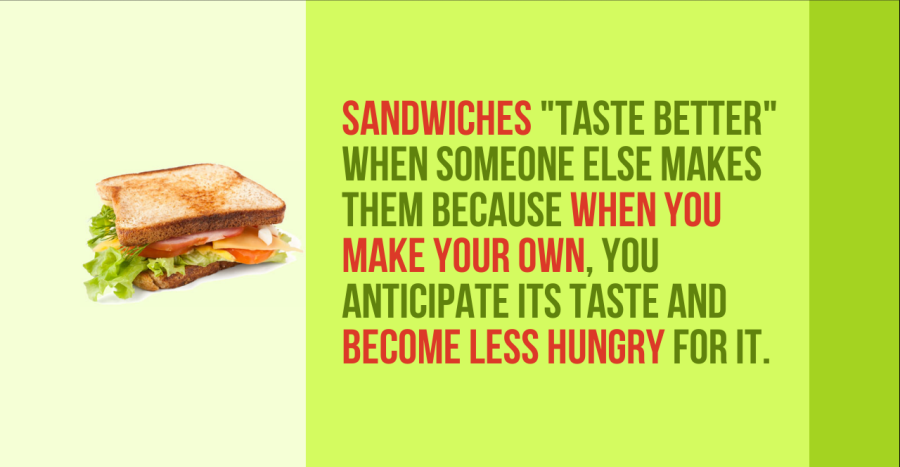 SANDWICHES "TASTE BETTER"
WHEN SOMEONE ELSE MAKES
THEM BECAUSE WHEN YOU
MAKE YOUR OWN, YOU
ANTICIPATE ITS TASTE AND
BECOME LESS HUNGRY FOR IT.